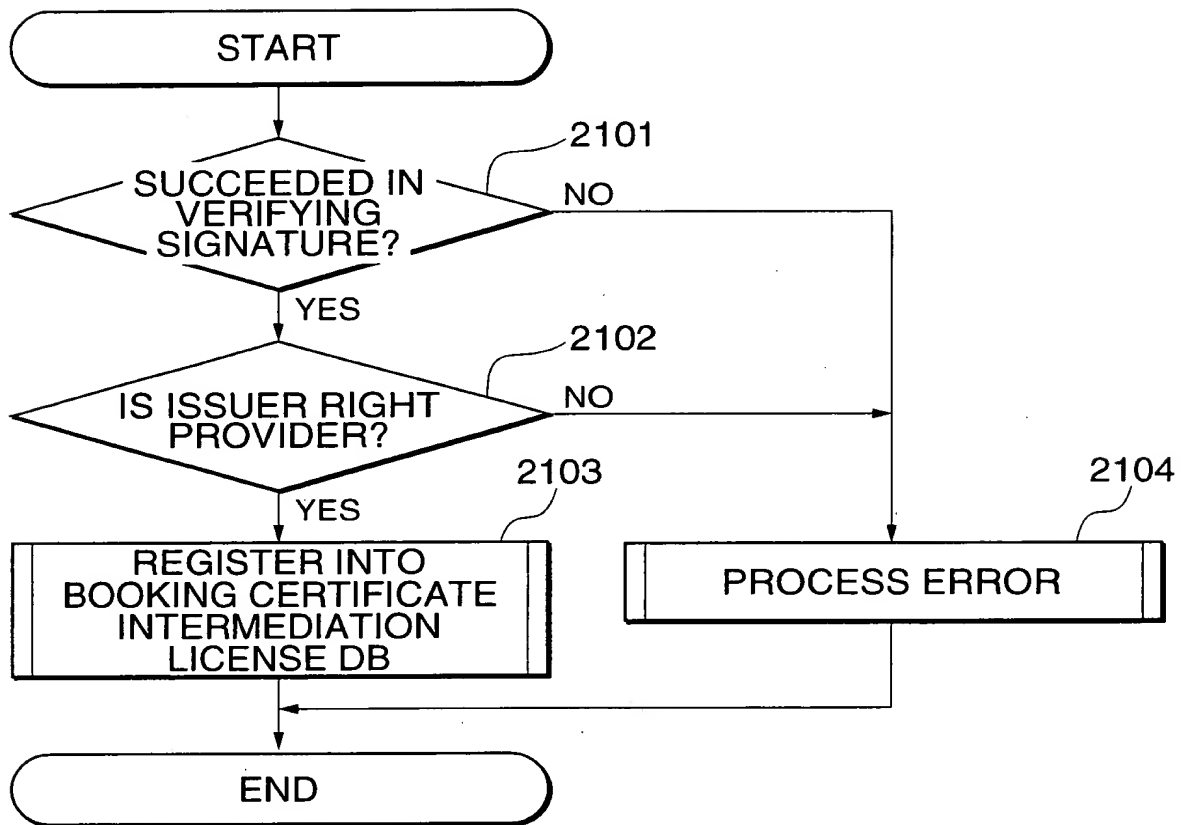 START
2101
SUCCEEDED IN
VERIFYING
SIGNATURE?
NO
YES
2102
IS ISSUER RIGHT
PROVIDER?
NO
YES
2103
REGISTER INTO
BOOKING CERTIFICATE
INTERMEDIATION
LICENSE DB
2104
PROCESS ERROR
END